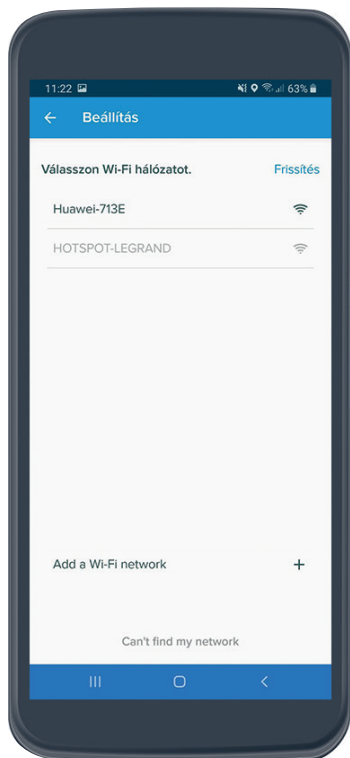 11:22 63%
Beállítás
Válasszon Wi-Fi hálózatot. Frissítés
Huawei-713E
HOTSPOT-LEGRAND
Add a Wi-Fi network +
Can't find my network